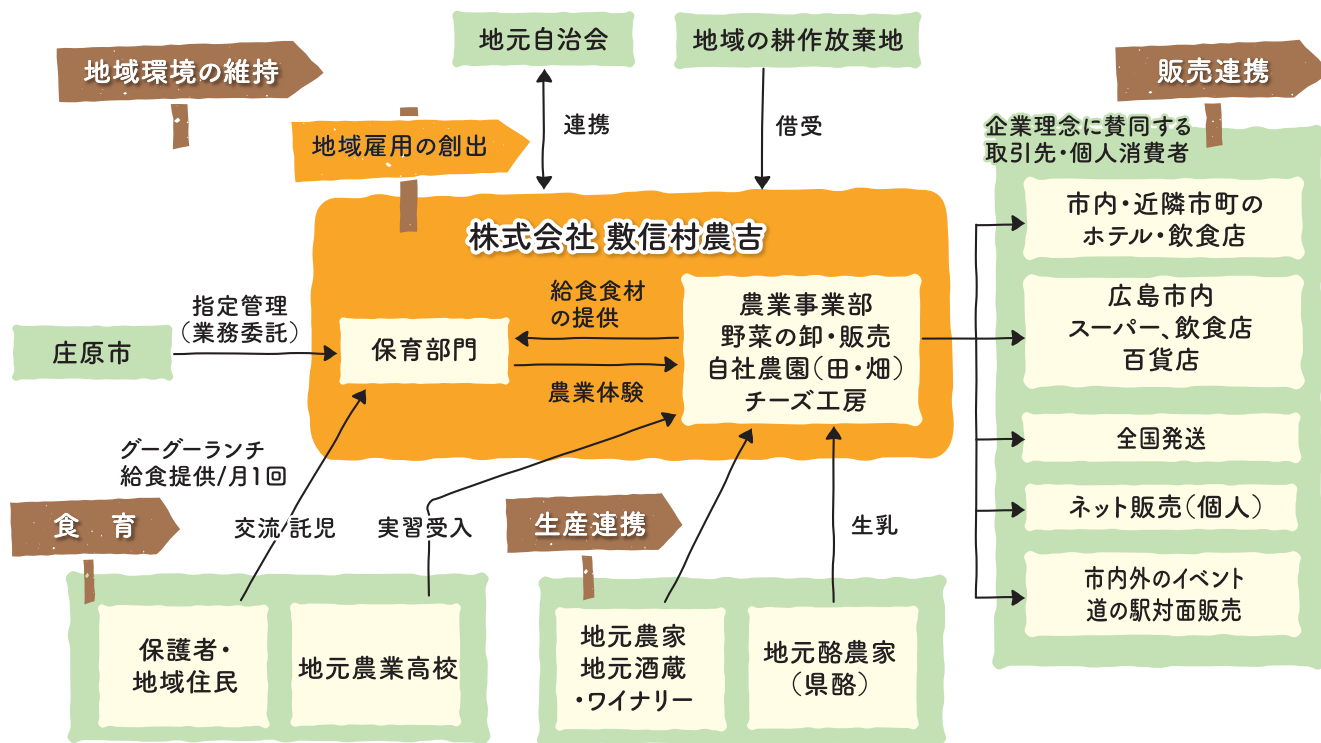 地元自治会
地域の耕作放棄地
地域環境の維持
販売連携
連携
借受
地域雇用の創出
企業理念に賛同する
取引先・個人消費者
株式会社 敷信村農吉
市内・近隣市町の
ホテル・飲食店
指定管理
（業務委託）
庄原市
保育部門
給食食材
の提供
農業体験
農業事業部
野菜の卸・販売
自社農園（田・畑）
チーズ工房
広島市内
スーパー、飲食店
百貨店
全国発送
ネット販売（個人）
市内外のイベント
道の駅対面販売
グーグーランチ
給食提供/月1回
食 育
交流 託児
実習受入
生産連携
生乳
保護者・
地域住民
地元農業高校
地元農家
地元酒蔵
・ワイナリー
地元酪農家
（県酪）